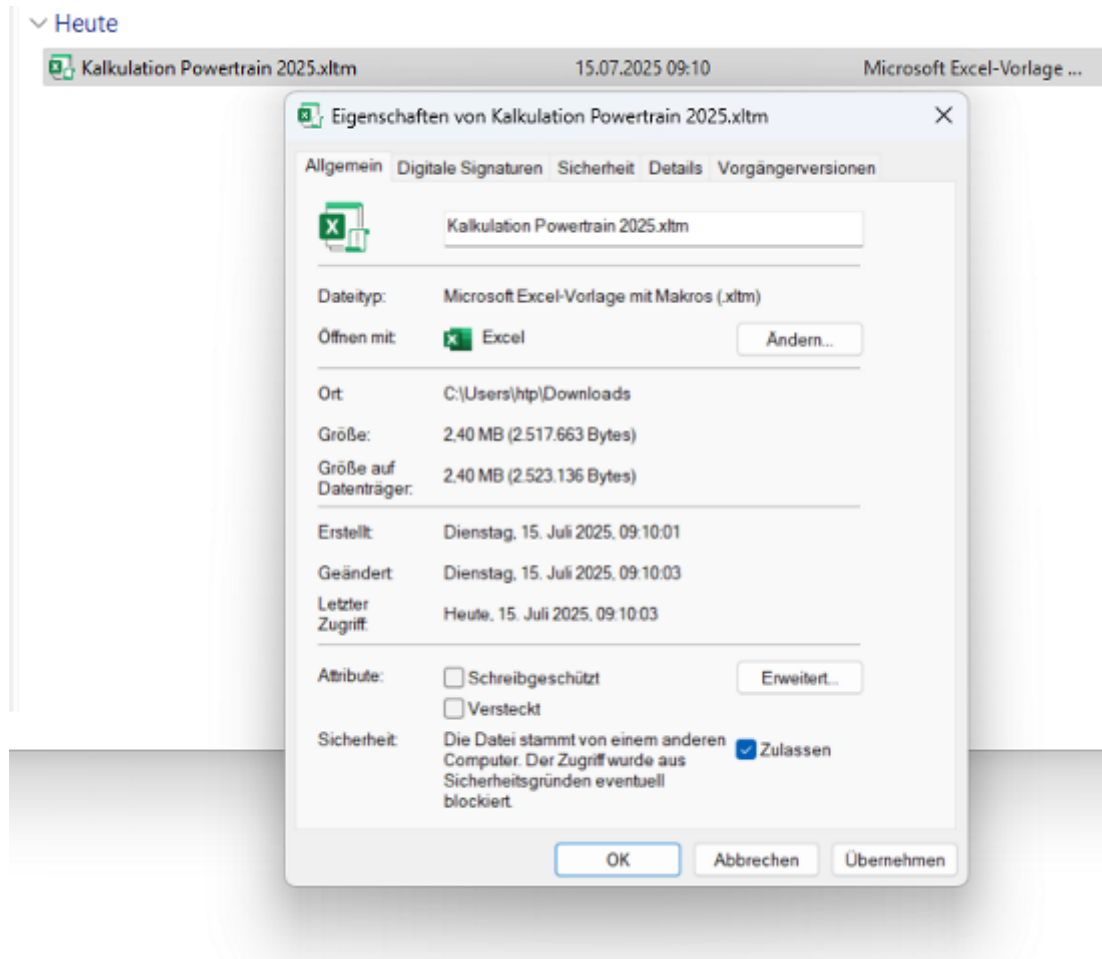 Heute
Kalkulation Powertrain 2025.xltm 15.07.2025 09:10 Microsoft Excel-Vorlage ...
Eigenschaften von Kalkulation Powertrain 2025.xltm
Allgemein Digitale Signaturen Sicherheit Details Vorgängerversionen
Kalkulation Powertrain 2025.xltm
Dateityp: Microsoft Excel-Vorlage mit Makros (.xltm)
Öffnen mit: Excel Ändern...
Ort: C:\Users\htp\Downloads
Größe: 2,40 MB (2.517.663 Bytes)
Größe auf
Datenträger: 2,40 MB (2.523.136 Bytes)
Erstellt: Dienstag, 15. Juli 2025, 09:10:01
Geändert: Dienstag, 15. Juli 2025, 09:10:03
Letzter
Zugriff: Heute, 15. Juli 2025, 09:10:03
Attribute: Schreibgeschützt Erweitert...
Versteckt
Sicherheit: Die Datei stammt von einem anderen
Computer. Der Zugriff wurde aus
Sicherheitsgründen eventuell
blockiert.
Zulassen
OK Abbrechen Übernehmen